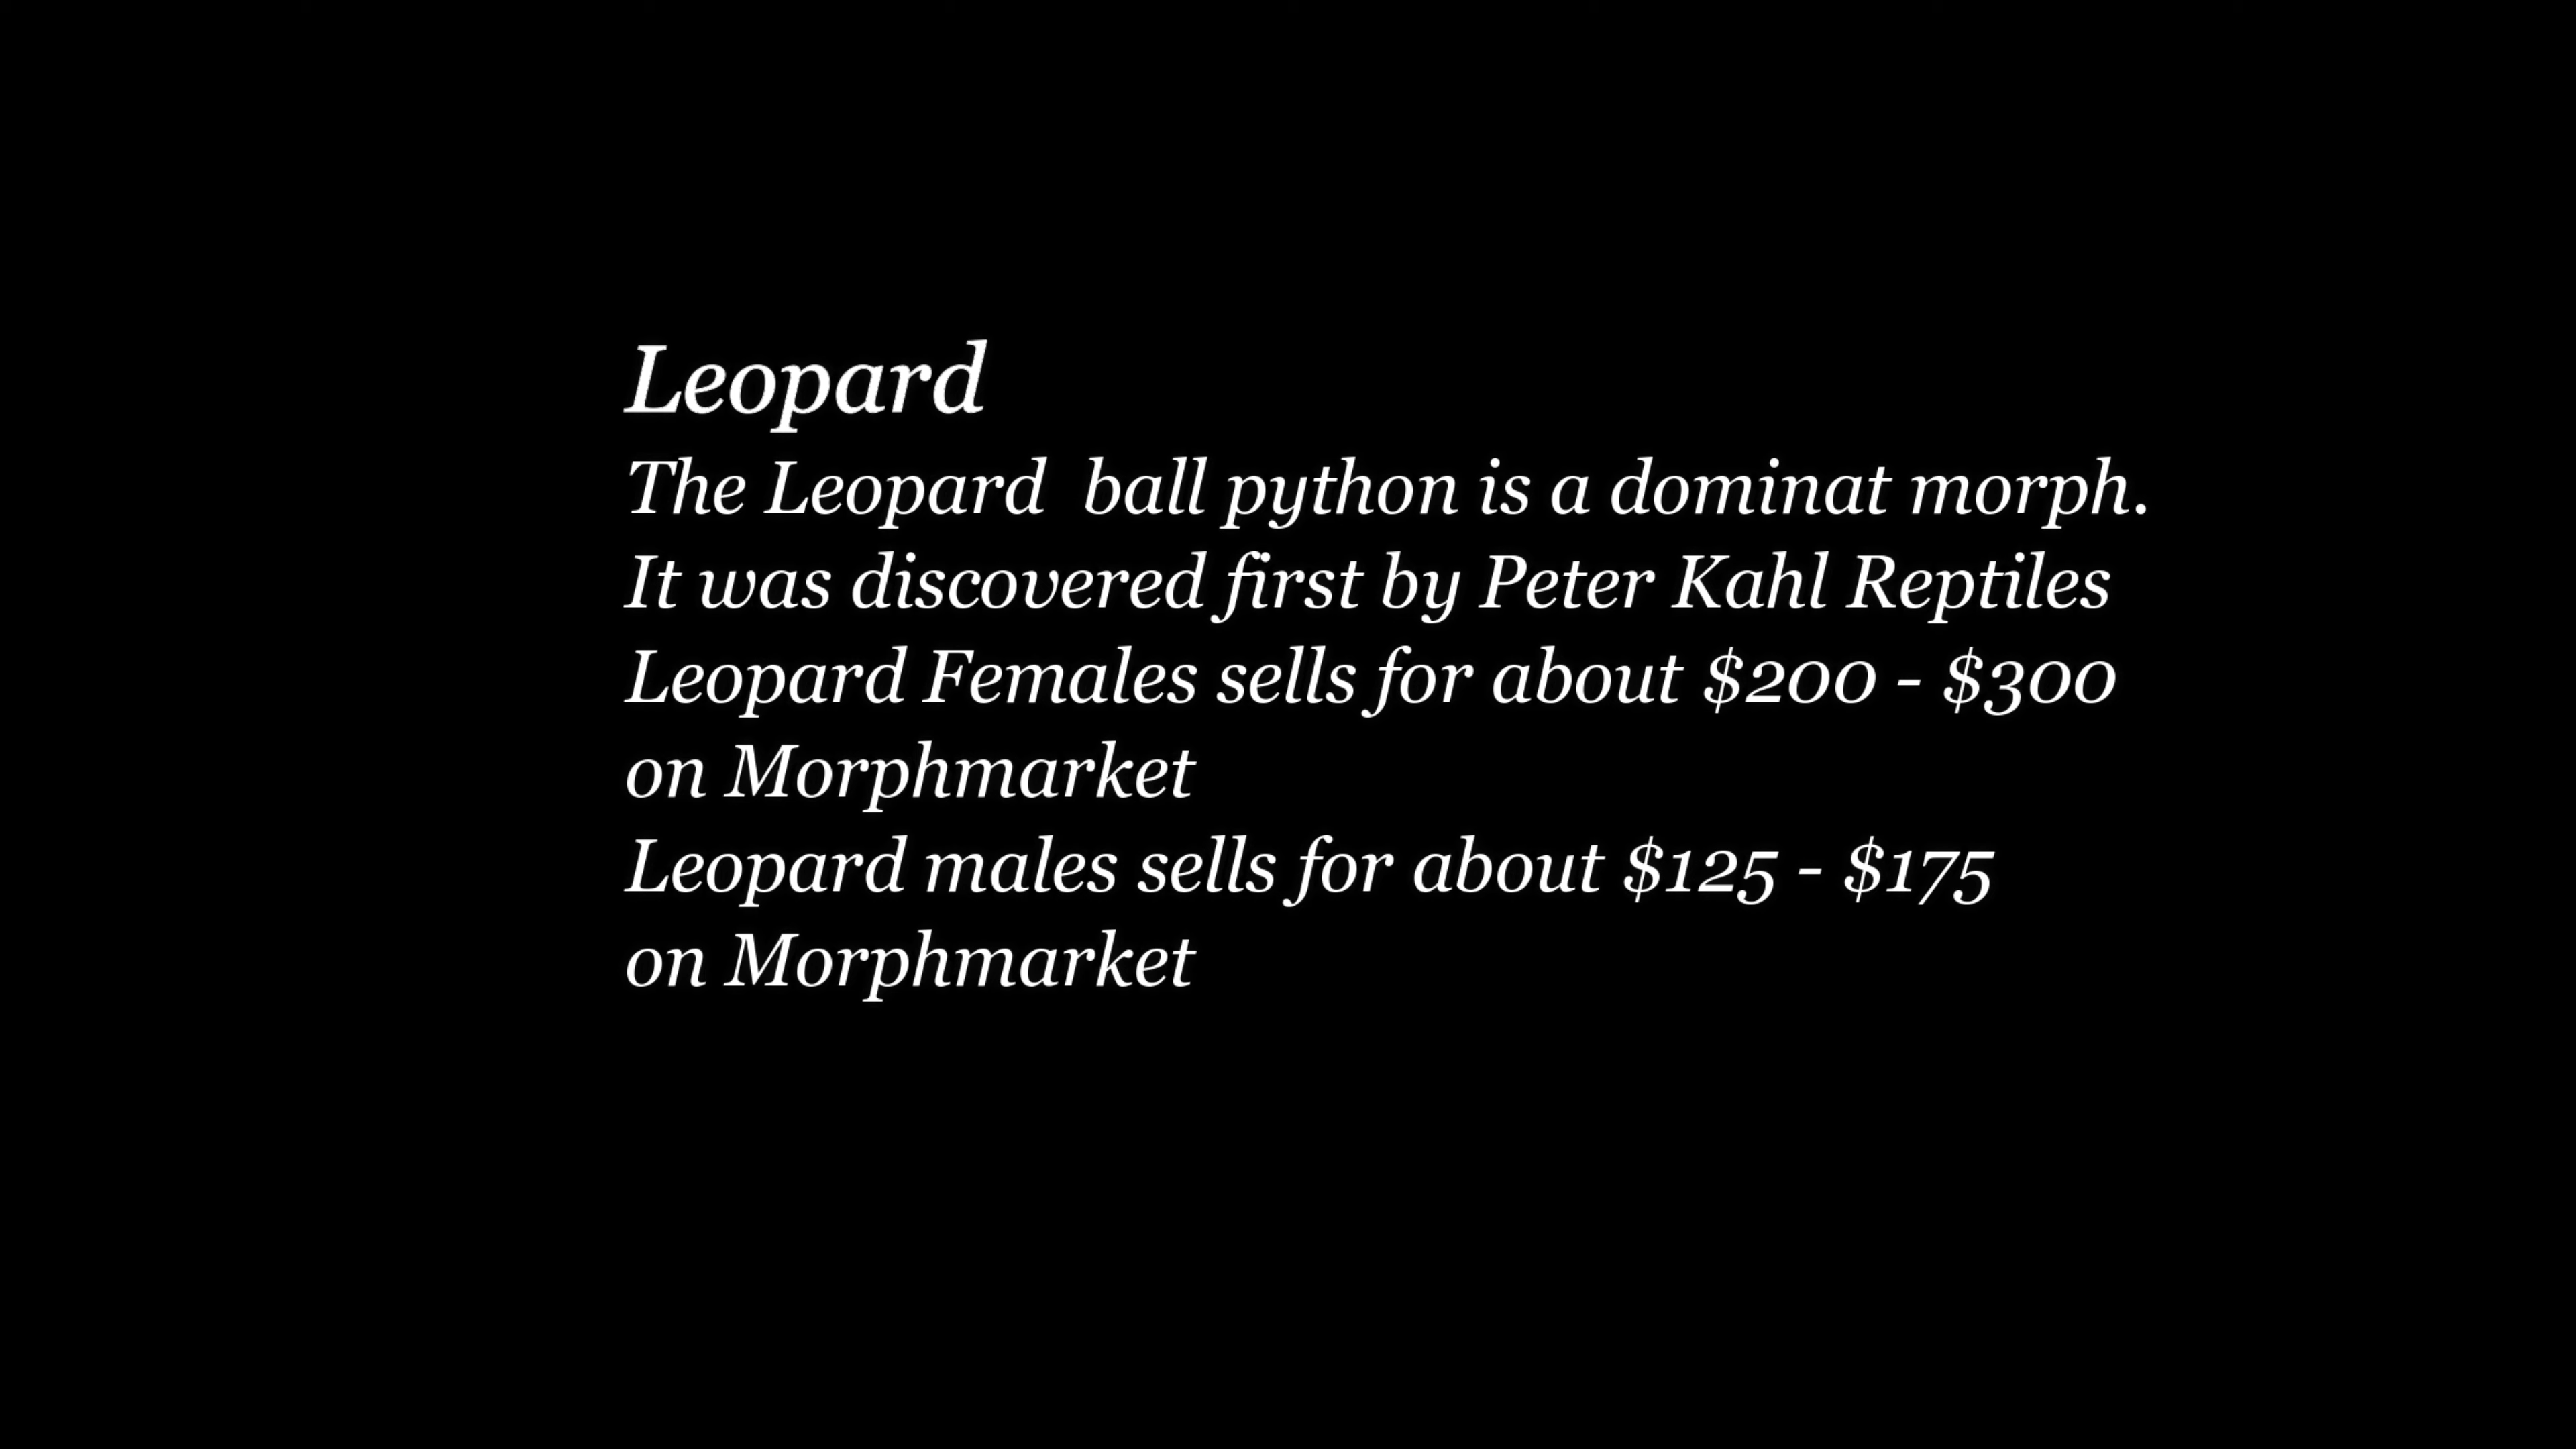 Leopard
The Leopard  ball python is a dominat morph.
It was discovered first by Peter Kahl Reptiles
Leopard Females sells for about $200 - $300
on Morphmarket
Leopard males sells for about $125 - $175
on Morphmarket